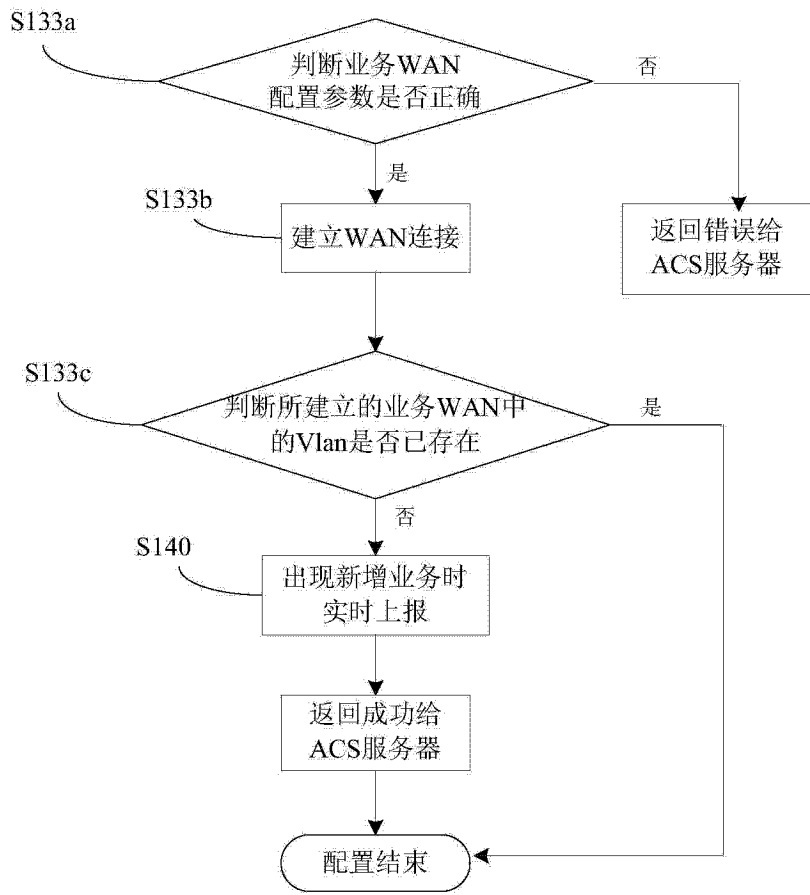 S133a
判断业务WAN
配置参数是否正确
否
是
S133b
建立WAN连接
返回错误给
ACS服务器
S133c
判断所建立的业务WAN中
的Vlan是否已存在
是
否
S140
出现新增业务时
实时上报
返回成功给
ACS服务器
配置结束